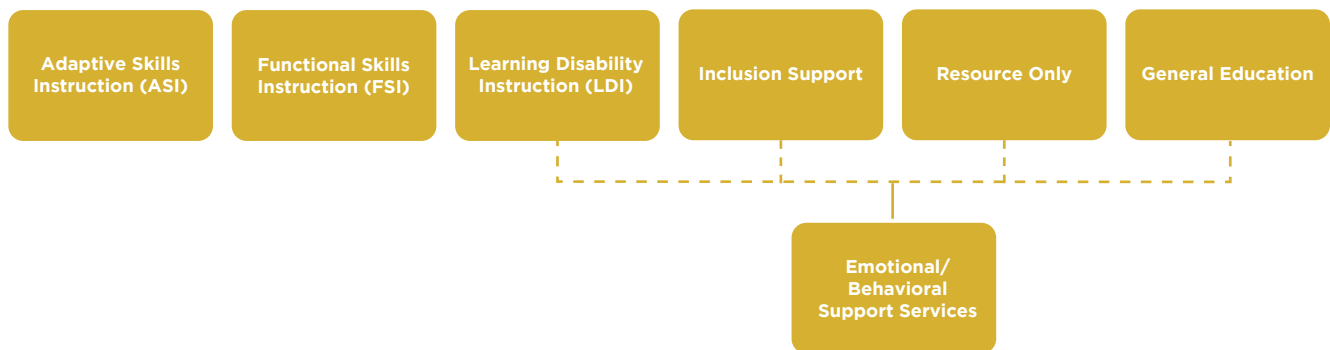 Adaptive Skills
Instruction (ASI)
Functional Skills
Instruction (FSI)
Learning Disability
Instruction (LDI)
Inclusion Support
Resource Only
General Education
Emotional/
Behavioral
Support Services